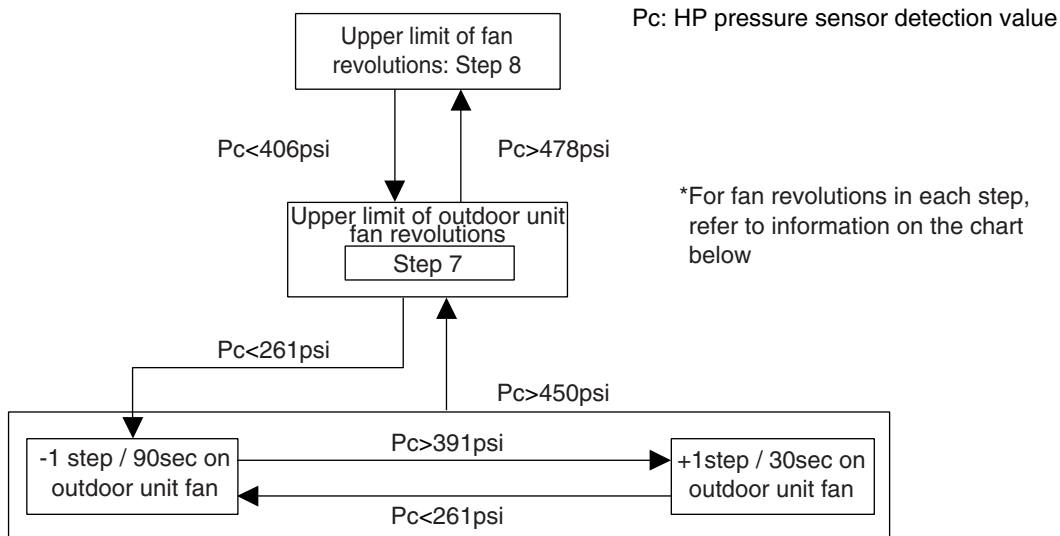 Pc: HP pressure sensor detection value
Upper limit of fan
revolutions: Step 8
Pc<406psi
Pc>478psi
*For fan revolutions in each step,
refer to information on the chart
below
Upper limit of outdoor unit
fan revolutions
Step 7
Pc<261psi
Pc>450psi
-1 step / 90sec on
outdoor unit fan
Pc>391psi
+1step / 30sec on
outdoor unit fan
Pc<261psi